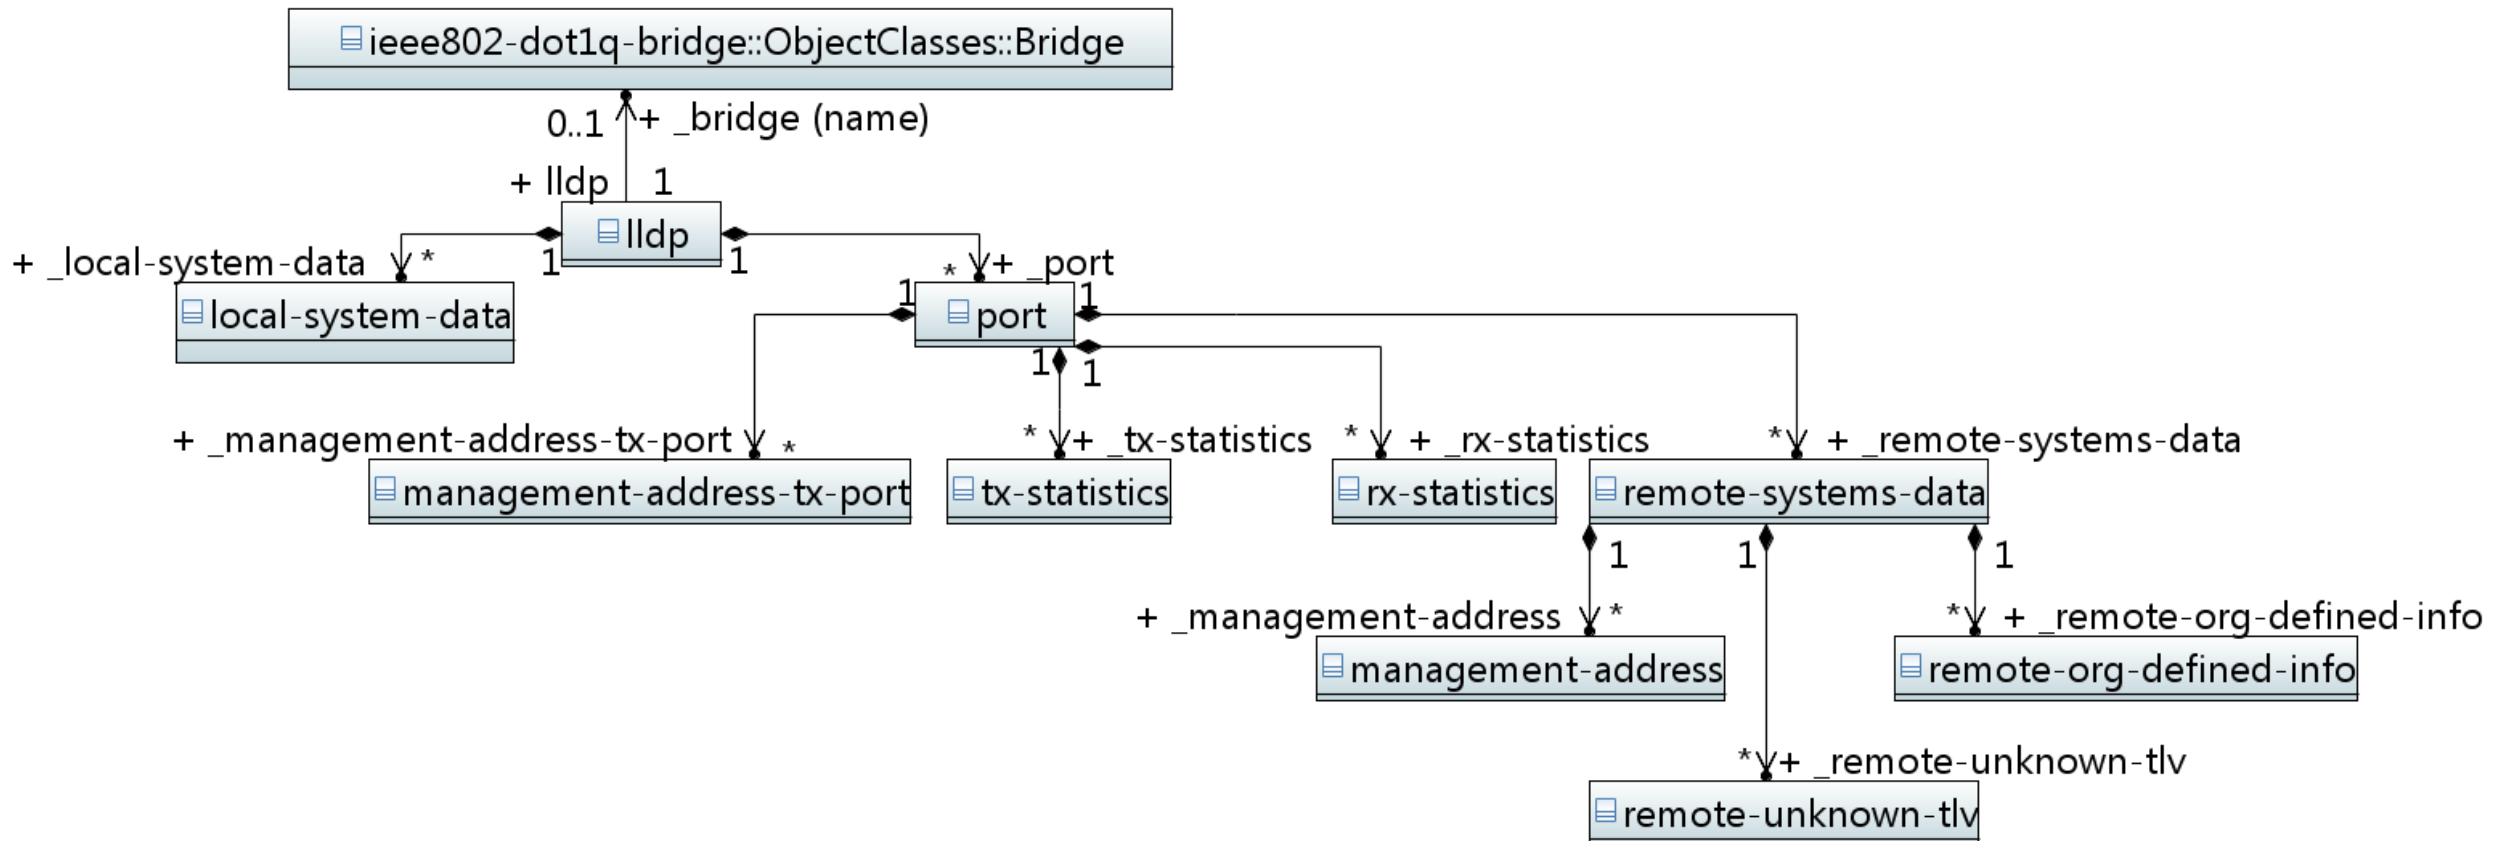 ieee802-dot1q-bridge::ObjectClasses::Bridge
0..1 + _bridge (name)
+ lldp 1
lldp
1 1
+ _local-system-data *
* + _port
local-system-data
1 port 1
1 1
+ _management-address-tx-port *
* + _tx-statistics
* + _rx-statistics
* + _remote-systems-data
management-address-tx-port
tx-statistics
rx-statistics
remote-systems-data
1 1 1
+ _management-address *
* + _remote-org-defined-info
management-address
remote-org-defined-info
* + _remote-unknown-tlv
remote-unknown-tlv